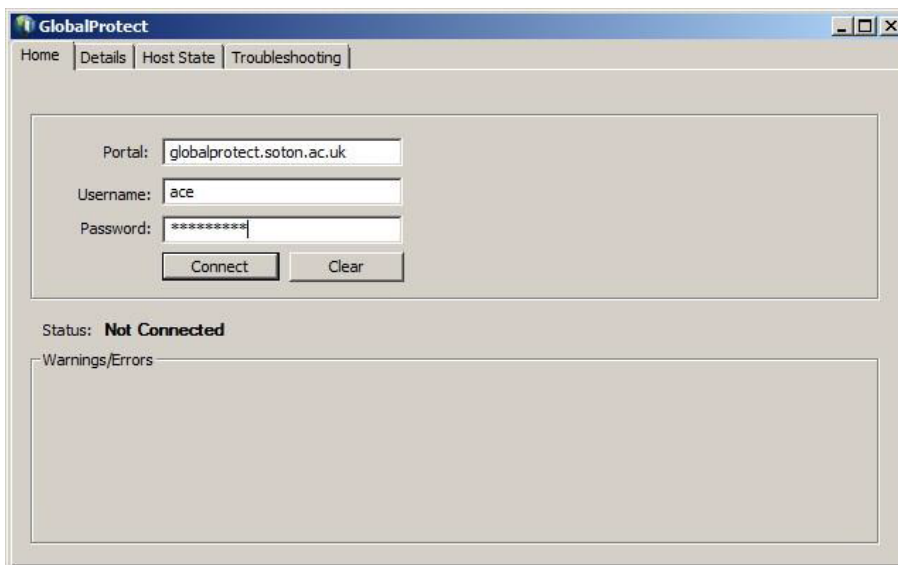 GlobalProtect
Home Details Host State Troubleshooting
Portal: globalprotect.soton.ac.uk
Username: ace
Password: *********
Connect Clear
Status: Not Connected
Warnings/Errors